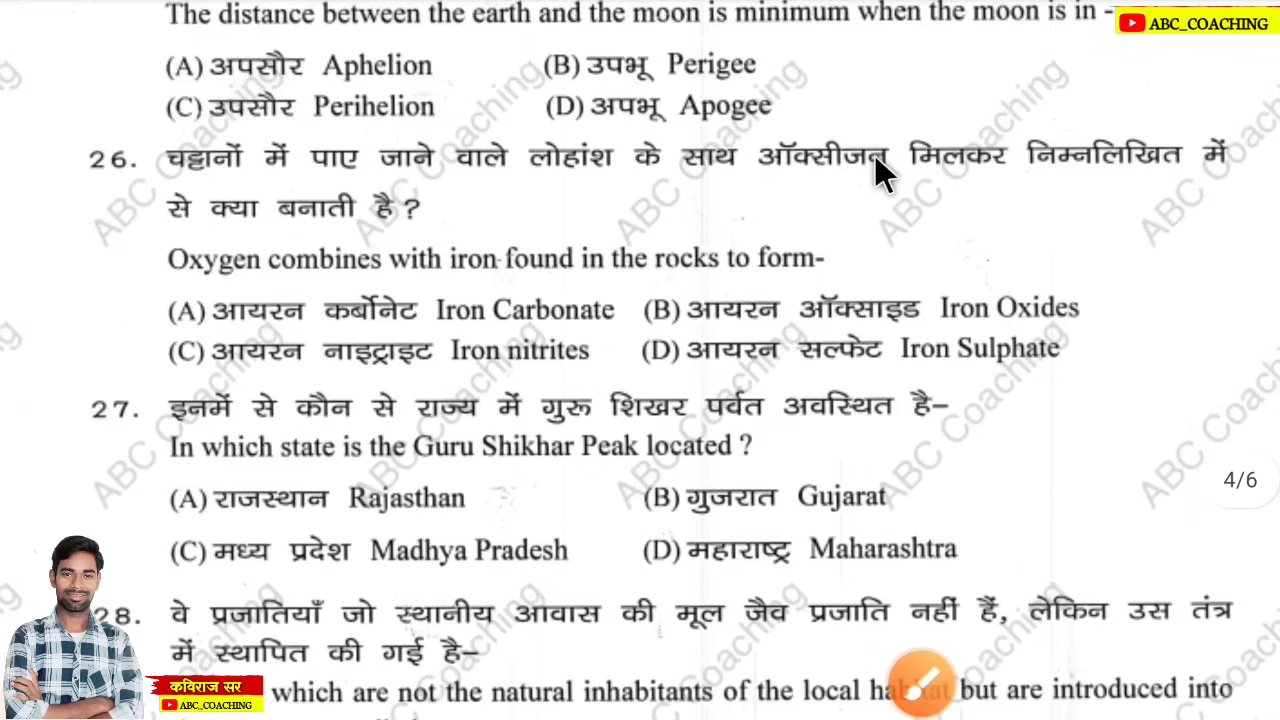 The distance between the earth and the moon is minimum when the moon is in -
ABC_COACHING
(A) अपसौर Aphelion (B) उपभू Perigee
(C) उपसौर Perihelion (D) अपभू Apogee
26. चट्टानों में पाए जाने वाले लोहांश के साथ ऑक्सीजन मिलकर निम्नलिखित में
से क्या बनाती है ?
Oxygen combines with iron found in the rocks to form-
(A) आयरन कर्बोनेट Iron Carbonate (B) आयरन ऑक्साइड Iron Oxides
(C) आयरन नाइट्राइट Iron nitrites (D) आयरन सल्फेट Iron Sulphate
27. इनमें से कौन से राज्य में गुरू शिखर पर्वत अवस्थित है-
In which state is the Guru Shikhar Peak located ?
4/6
(A) राजस्थान Rajasthan (B) गुजरात Gujarat
(C) मध्य प्रदेश Madhya Pradesh (D) महाराष्ट्र Maharashtra
28. वे प्रजातियाँ जो स्थानीय आवास की मूल जैव प्रजाति नहीं हैं, लेकिन उस तंत्र
में स्थापित की गई है-
which are not the natural inhabitants of the local habitat but are introduced into
कविराज सर
ABC_COACHING
ABC Coaching